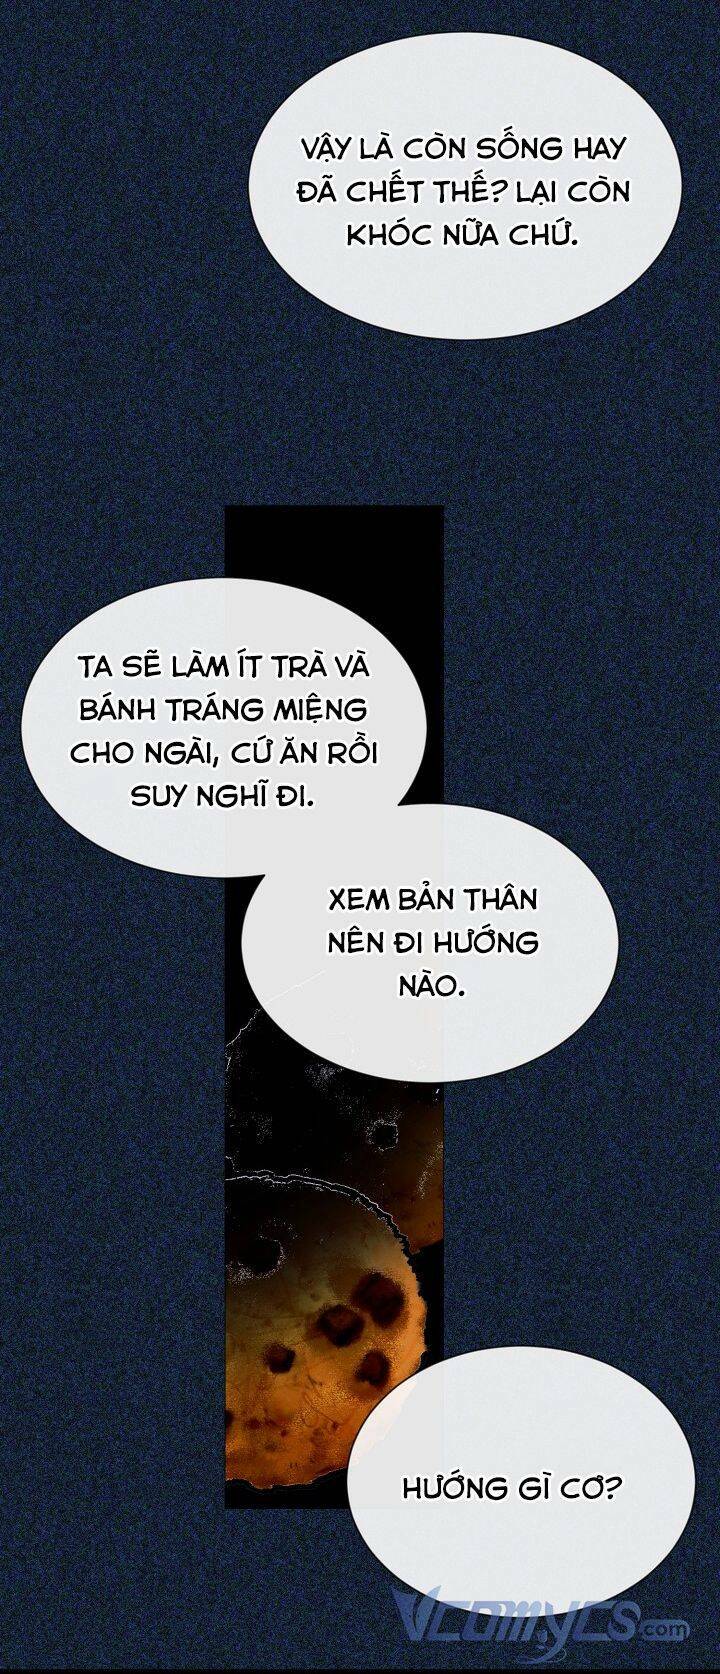 VẬY LÀ CÒN SỐNG HAY
ĐÃ CHẾT THẾ? LẠI CÒN
KHÓC NỮA CHỨ.
TA SẼ LÀM ÍT TRÀ VÀ
BÁNH TRÁNG MIỆNG
CHO NGÀI, CỨ ĂN RỒI
SUY NGHĨ ĐI.
XEM BẢN THÂN
NÊN ĐI HƯỚNG
NÀO.
HƯỚNG GÌ CƠ?
VCOMYCS.com